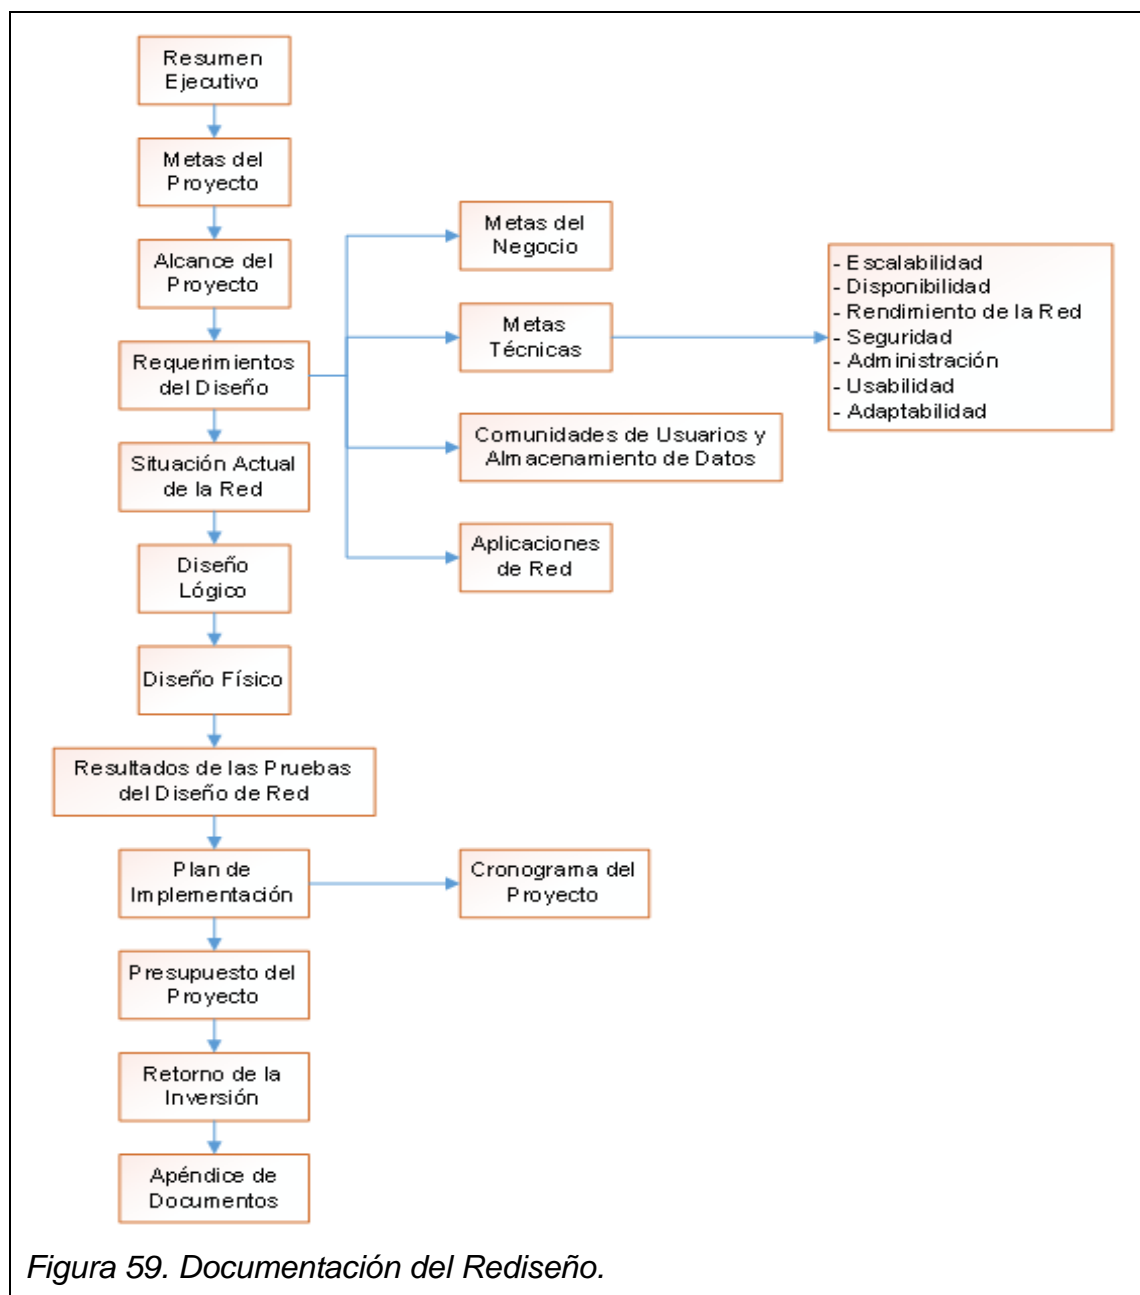 Resumen
Ejecutivo
Metas del
Proyecto
Alcance del
Proyecto
Requerimientos
del Diseño
Situación Actual
de la Red
Diseño
Lógico
Diseño Físico
Resultados de las Pruebas
del Diseño de Red
Plan de
Implementación
Presupuesto del
Proyecto
Retorno de la
Inversión
Apéndice de
Documentos
Metas del
Negocio
Metas
Técnicas
Comunidades de Usuarios y
Almacenamiento de Datos
Aplicaciones
de Red
Cronograma del
Proyecto
- Escalabilidad
- Disponibilidad
- Rendimiento de la Red
- Seguridad
- Administración
- Usabilidad
- Adaptabilidad
Figura 59. Documentación del Rediseño.